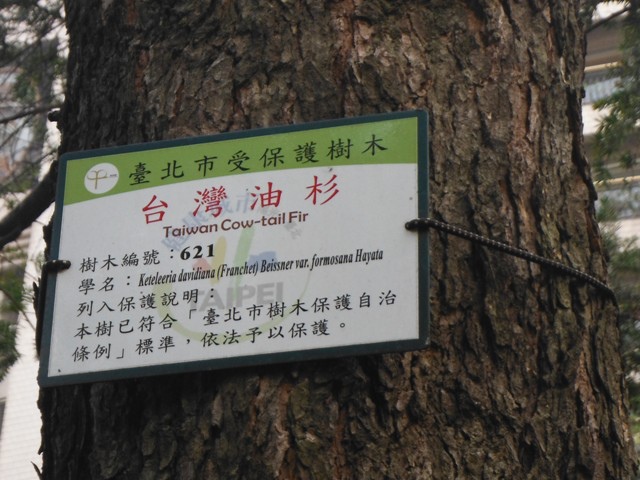 臺北市受保護樹木
台灣油杉
Taiwan Cow-tail Fir
樹木編號：621
學名：Keteleeria davidiana (Franchet) Beissner var. formosana Hayata
列入保護說明
本樹已符合「臺北市樹木保護自治
條例」標準，依法予以保護。
TAIPEI